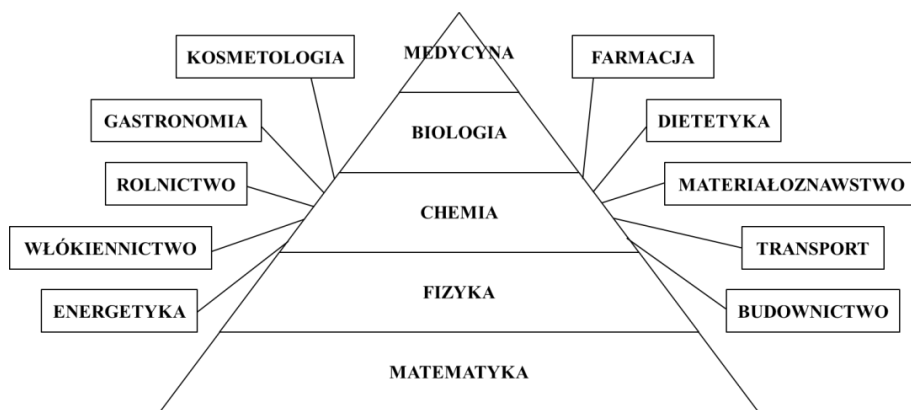 MEDYCYNA
KOSMETOLOGIA
FARMACJA
GASTRONOMIA
BIOLOGIA
DIETETYKA
ROLNICTWO
MATERIAŁOZNAWSTWO
CHEMIA
WŁÓKIENNICTWO
TRANSPORT
FIZYKA
ENERGETYKA
BUDOWNICTWO
MATEMATYKA